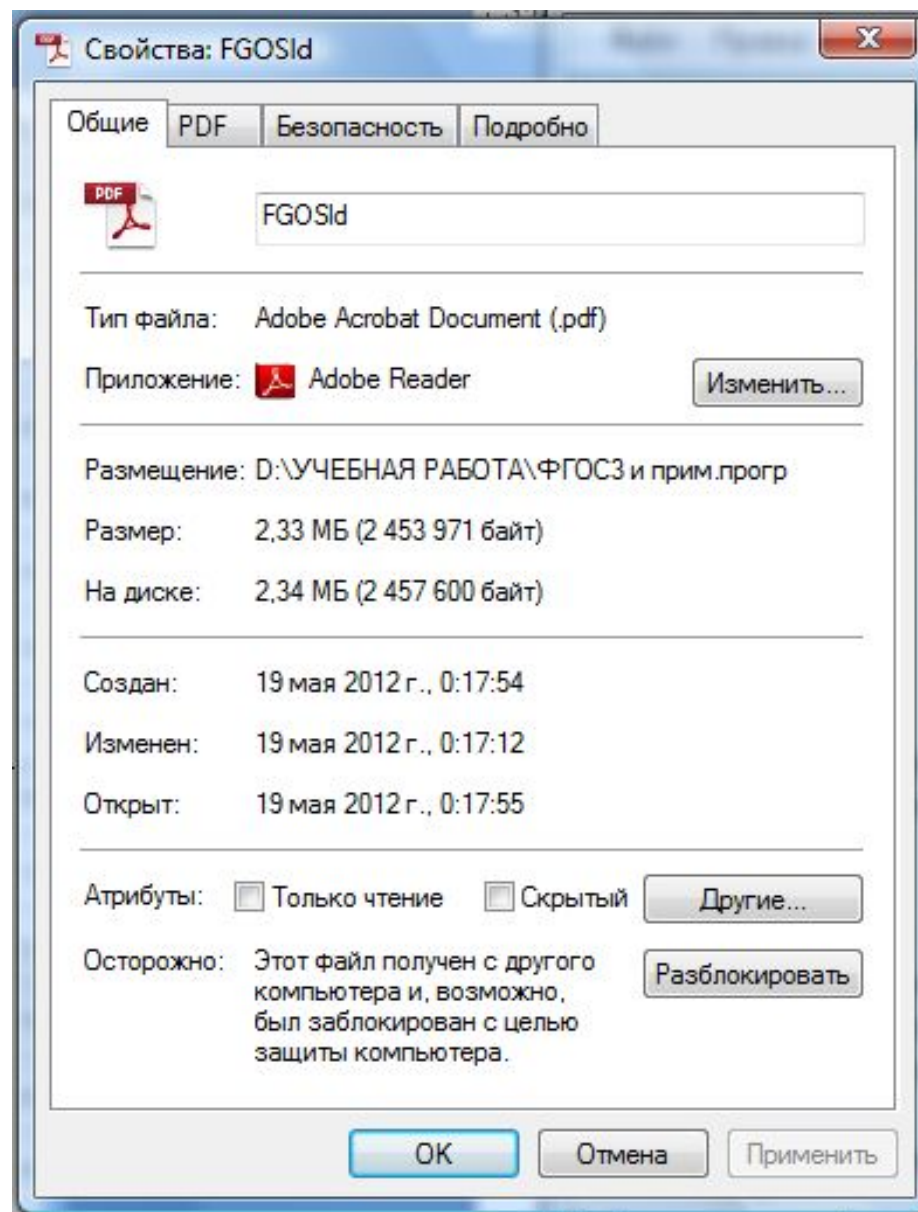 Свойства: FGOSId
Общие PDF Безопасность Подробно
PDF
FGOSId
Тип файла: Adobe Acrobat Document (.pdf)
Приложение: Adobe Reader Изменить...
Размещение: D:\УЧЕБНАЯ РАБОТА\ФГОС3 и прим.прогр
Размер: 2,33 МБ (2 453 971 байт)
На диске: 2,34 МБ (2 457 600 байт)
Создан: 19 мая 2012 г., 0:17:54
Изменен: 19 мая 2012 г., 0:17:12
Открыт: 19 мая 2012 г., 0:17:55
Атрибуты: Только чтение Скрытый Другие...
Осторожно: Этот файл получен с другого Разблокировать
компьютера и, возможно,
был заблокирован с целью
защиты компьютера.
ОК Отмена Применить